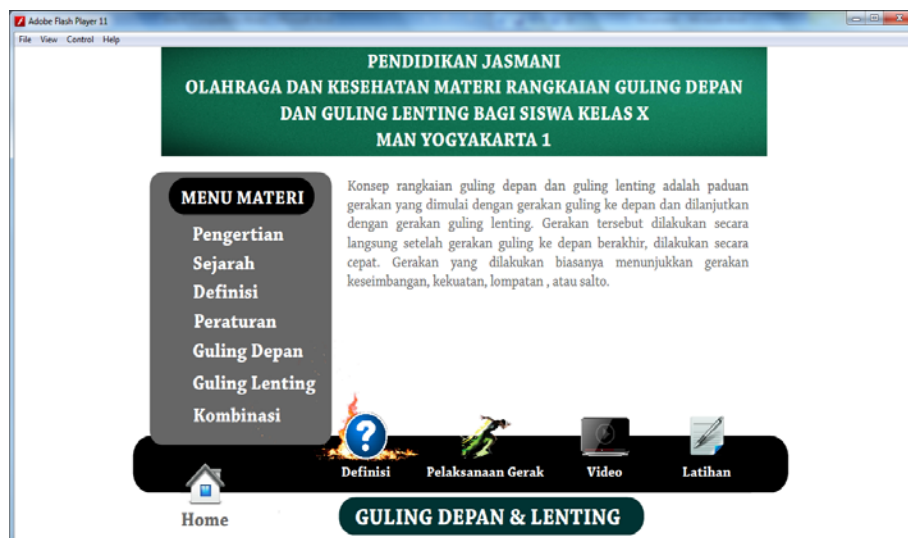 Adobe Flash Player 11
File View Control Help
PENDIDIKAN JASMANI
OLAHRAGA DAN KESEHATAN MATERI RANGKAIAN GULING DEPAN
DAN GULING LENTING BAGI SISWA KELAS X
MAN YOGYAKARTA 1
MENU MATERI
Pengertian
Sejarah
Definisi
Peraturan
Guling Depan
Guling Lenting
Kombinasi
Konsep rangkaian guling depan dan guling lenting adalah paduan
gerakan yang dimulai dengan gerakan guling ke depan dan dilanjutkan
dengan gerakan guling lenting. Gerakan tersebut dilakukan secara
langsung setelah gerakan guling ke depan berakhir, dilakukan secara
cepat. Gerakan yang dilakukan biasanya menunjukkan gerakan
keseimbangan, kekuatan, lompatan , atau salto.
?
Definisi
Pelaksanaan Gerak
Video
Latihan
Home
GULING DEPAN & LENTING